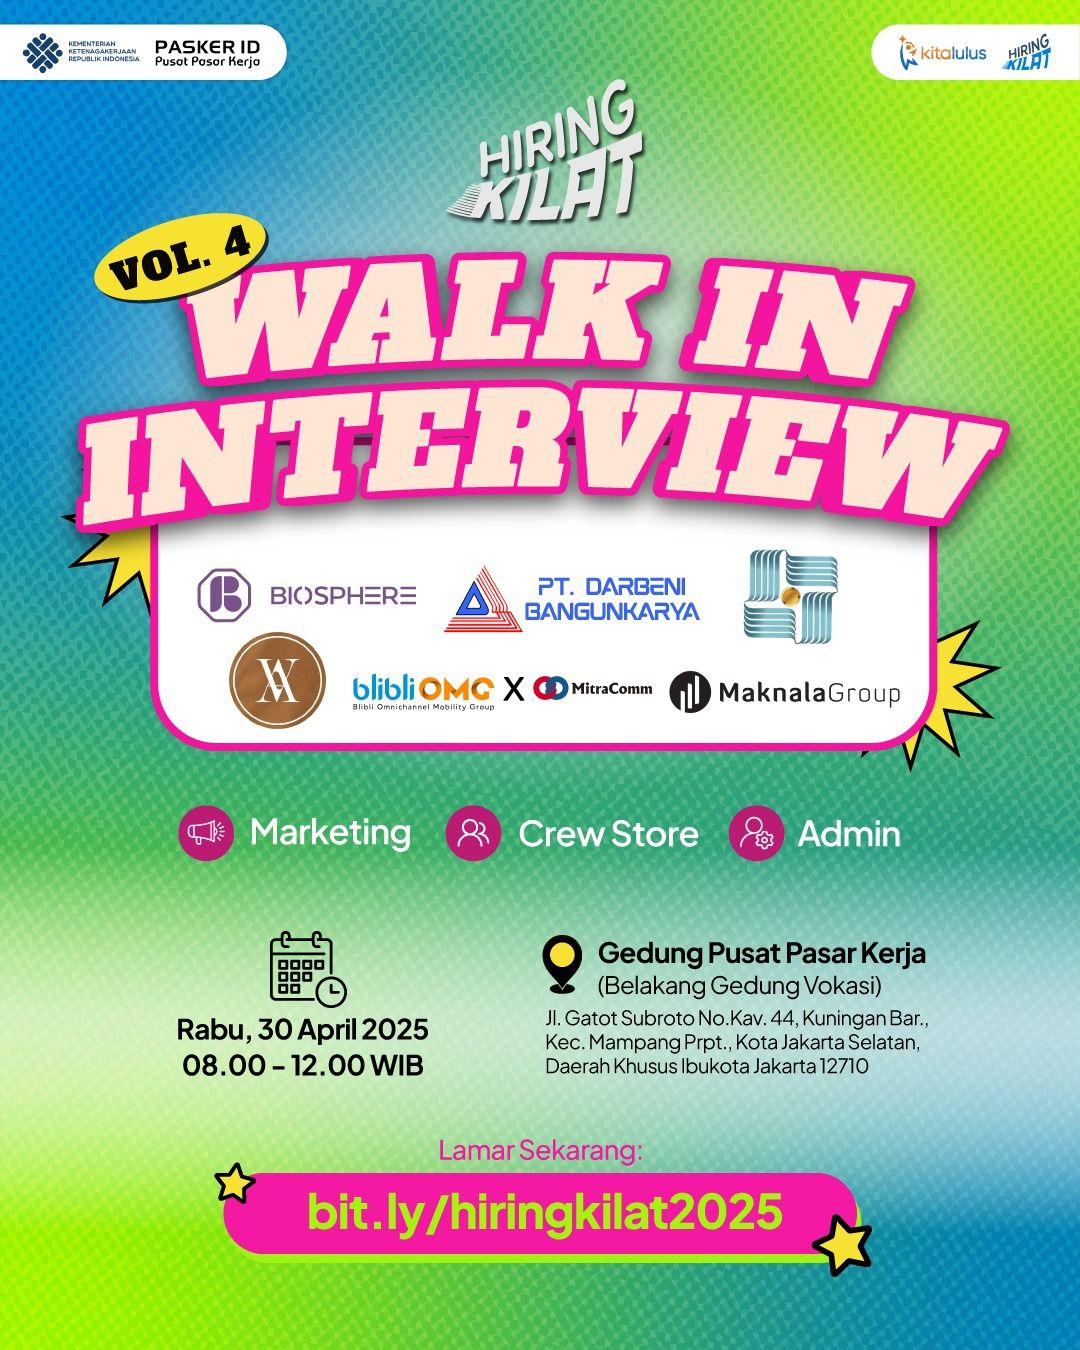 KEMENTERIAN
KETENAGAKERJAAN
REPUBLIK INDONESIA
PASKER ID
Pusat Pasar Kerja
kitalulus
HIRING
KILAT
HIRING
KILAT
VOL. 4
WALK IN
INTERVIEW
BIOSPHERE
PT. DARBENI
BANGUNKARYA
blibli OMG X MitraComm
Blibli Omnichannel Mobility Group
MaknalaGroup
Marketing
Crew Store
Admin
Rabu, 30 April 2025
08.00 - 12.00 WIB
Gedung Pusat Pasar Kerja
(Belakang Gedung Vokasi)
Jl. Gatot Subroto No.Kav. 44, Kuningan Bar.,
Kec. Mampang Prpt., Kota Jakarta Selatan,
Daerah Khusus Ibukota Jakarta 12710
Lamar Sekarang:
bit.ly/hiringkilat2025